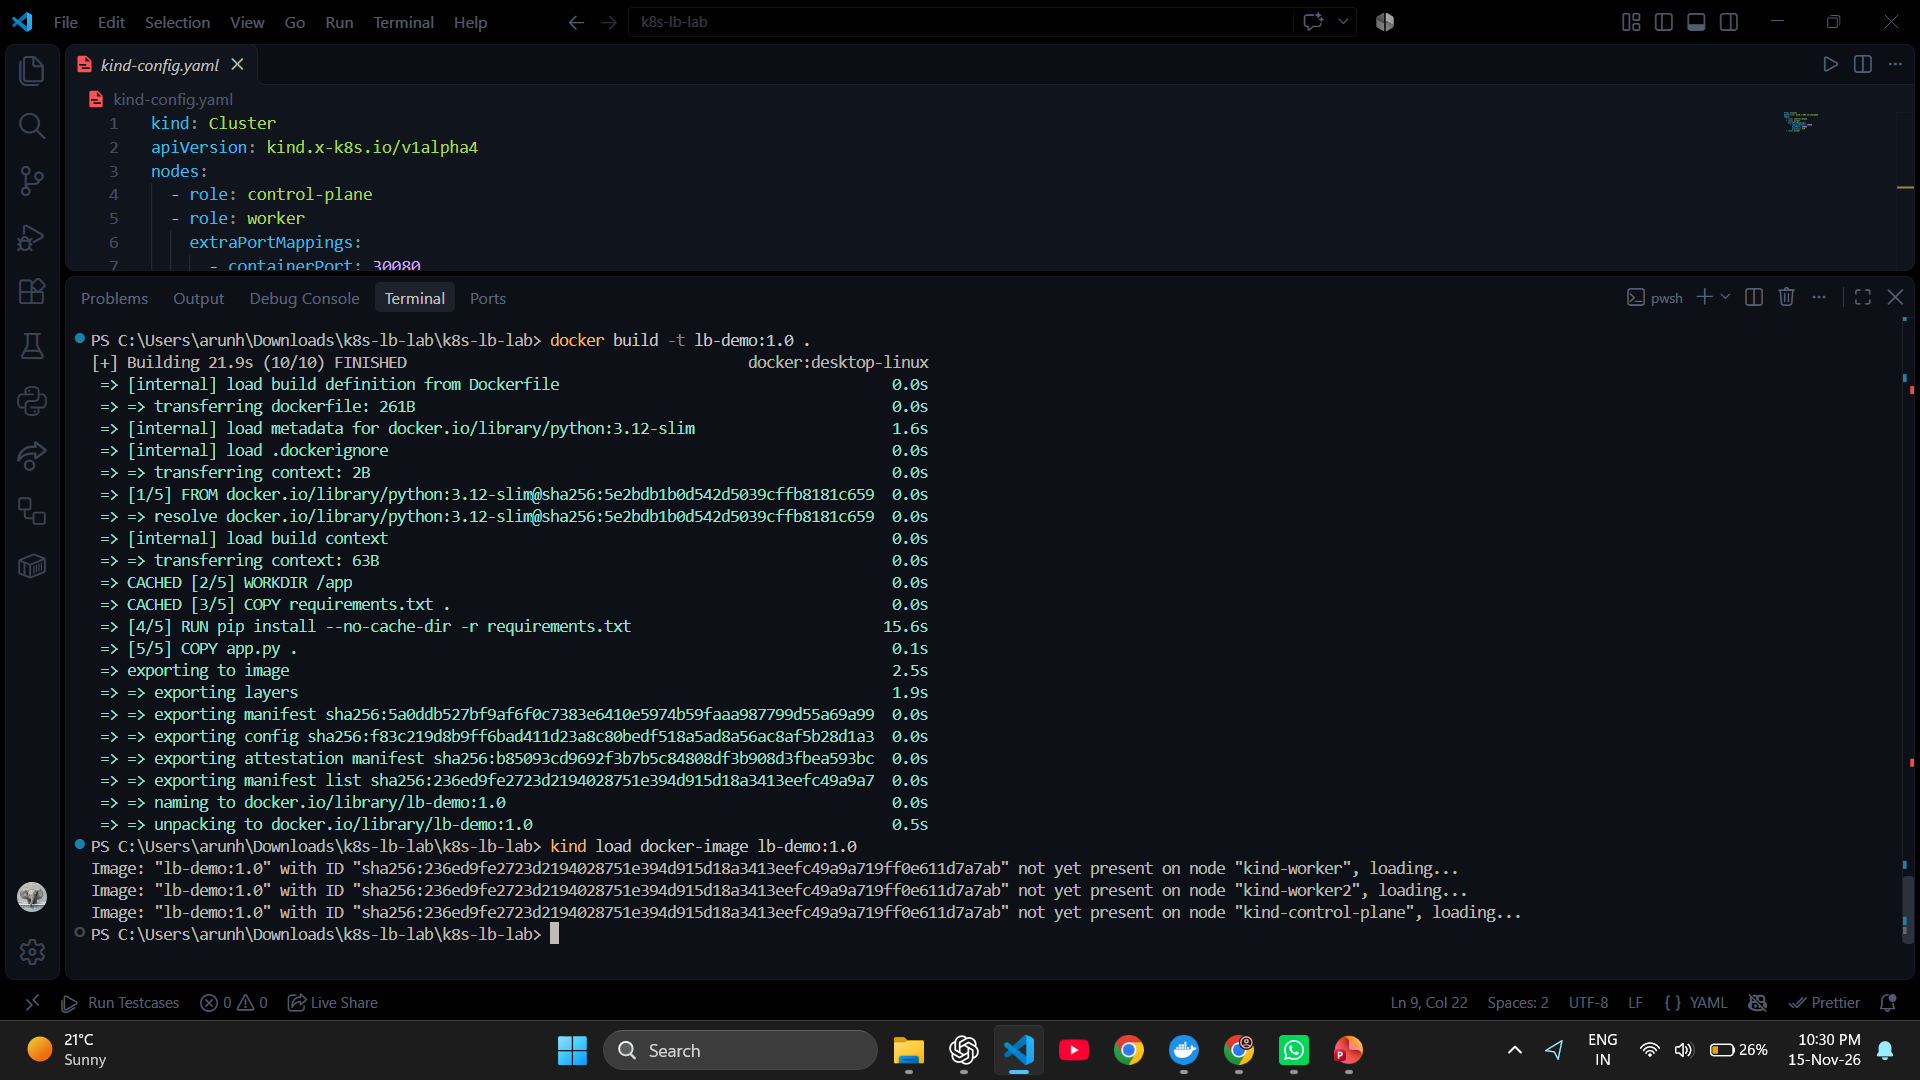 File Edit Selection View Go Run Terminal Help
k8s-lb-lab
kind-config.yaml
kind-config.yaml
1 kind: Cluster
2 apiVersion: kind.x-k8s.io/v1alpha4
3 nodes:
4 - role: control-plane
5 - role: worker
6 extraPortMappings:
7 - containerPort: 30080
Problems Output Debug Console Terminal Ports
pwsh
PS C:\Users\arunh\Downloads\k8s-lb-lab\k8s-lb-lab> docker build -t lb-demo:1.0 .
[+] Building 21.9s (10/10) FINISHED docker:desktop-linux
=> [internal] load build definition from Dockerfile 0.0s
=> => transferring dockerfile: 261B 0.0s
=> [internal] load metadata for docker.io/library/python:3.12-slim 1.6s
=> [internal] load .dockerignore 0.0s
=> => transferring context: 2B 0.0s
=> [1/5] FROM docker.io/library/python:3.12-slim@sha256:5e2bdb1b0d542d5039cffb8181c659 0.0s
=> => resolve docker.io/library/python:3.12-slim@sha256:5e2bdb1b0d542d5039cffb8181c659 0.0s
=> [internal] load build context 0.0s
=> => transferring context: 63B 0.0s
=> CACHED [2/5] WORKDIR /app 0.0s
=> CACHED [3/5] COPY requirements.txt . 0.0s
=> [4/5] RUN pip install --no-cache-dir -r requirements.txt 15.6s
=> [5/5] COPY app.py . 0.1s
=> exporting to image 2.5s
=> => exporting layers 1.9s
=> => exporting manifest sha256:5a0ddb527bf9af6f0c7383e6410e5974b59faaa987799d55a69a99 0.0s
=> => exporting config sha256:f83c219d8b9ff6bad411d23a8c80bedf518a5ad8a56ac8af5b28d1a3 0.0s
=> => exporting attestation manifest sha256:b85093cd9692f3b7b5c84808df3b908d3fbea593bc 0.0s
=> => exporting manifest list sha256:236ed9fe2723d2194028751e394d915d18a3413eefc49a9a7 0.0s
=> => naming to docker.io/library/lb-demo:1.0 0.0s
=> => unpacking to docker.io/library/lb-demo:1.0 0.5s
PS C:\Users\arunh\Downloads\k8s-lb-lab\k8s-lb-lab> kind load docker-image lb-demo:1.0
Image: "lb-demo:1.0" with ID "sha256:236ed9fe2723d2194028751e394d915d18a3413eefc49a9a719ff0e611d7a7ab" not yet present on node "kind-worker", loading...
Image: "lb-demo:1.0" with ID "sha256:236ed9fe2723d2194028751e394d915d18a3413eefc49a9a719ff0e611d7a7ab" not yet present on node "kind-worker2", loading...
Image: "lb-demo:1.0" with ID "sha256:236ed9fe2723d2194028751e394d915d18a3413eefc49a9a719ff0e611d7a7ab" not yet present on node "kind-control-plane", loading...
PS C:\Users\arunh\Downloads\k8s-lb-lab\k8s-lb-lab>
Run Testcases 0 0 Live Share Ln 9, Col 22 Spaces: 2 UTF-8 LF {} YAML Prettier
21°C
Sunny
Search
ENG
IN
26%
10:30 PM
15-Nov-26